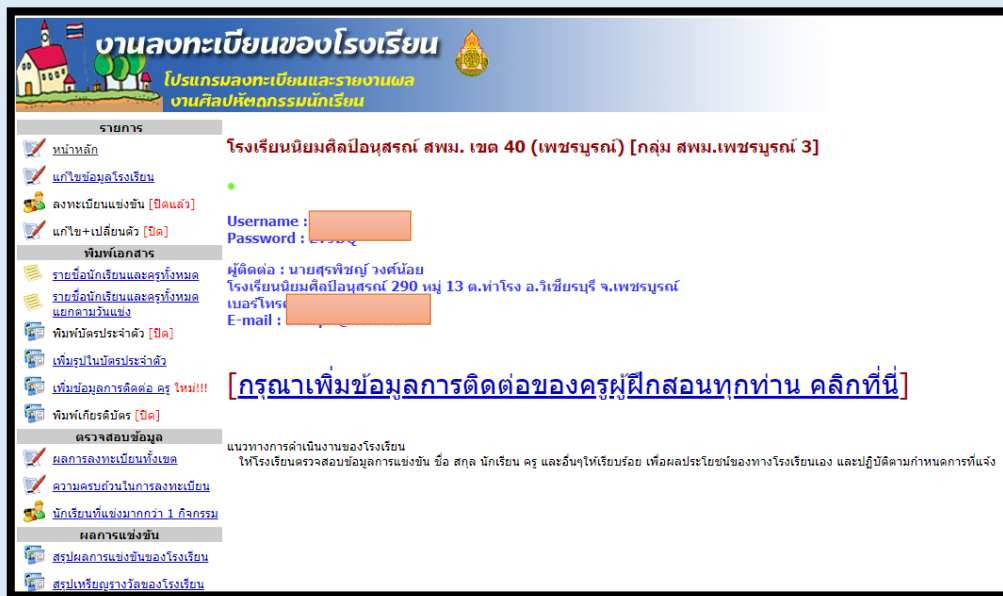 งานลงทะเบียนของโรงเรียน
โปรแกรมลงทะเบียนและรายงานผล
งานศิลปหัตถกรรมนักเรียน
รายการ
หน้าหลัก
แก้ไขข้อมูลโรงเรียน
ลงทะเบียนแข่งขัน [ปิดแล้ว]
แก้ไข+เปลี่ยนตัว [ปิด]
พิมพ์เอกสาร
รายชื่อนักเรียนและครูทั้งหมด
รายชื่อนักเรียนและครูทั้งหมด
แยกตามวันแข่ง
พิมพ์บัตรประจำตัว [ปิด]
เพิ่มรูปในบัตรประจำตัว
เพิ่มข้อมูลการติดต่อ ครู ใหม่!!!
พิมพ์เกียรติบัตร [ปิด]
ตรวจสอบข้อมูล
ผลการลงทะเบียนทั้งเขต
ความครบถ้วนในการลงทะเบียน
นักเรียนที่แข่งมากกว่า 1 กิจกรรม
ผลการแข่งขัน
สรุปผลการแข่งขันของโรงเรียน
สรุปเหรียญรางวัลของโรงเรียน
โรงเรียนนิยมศิลป์อนุสรณ์ สพม. เขต 40 (เพชรบูรณ์) [กลุ่ม สพม.เพชรบูรณ์ 3]
Username :
Password :
ผู้ติดต่อ : นายสุรพิชญ์ วงศ์น้อย
โรงเรียนนิยมศิลป์อนุสรณ์ 290 หมู่ 13 ต.ท่าโรง อ.วิเชียรบุรี จ.เพชรบูรณ์
เบอร์โทร
E-mail :
[กรุณาเพิ่มข้อมูลการติดต่อของครูผู้ฝึกสอนทุกท่าน คลิกที่นี่]
แนวทางการดำเนินงานของโรงเรียน
ให้โรงเรียนตรวจสอบข้อมูลการแข่งขัน ชื่อ สกุล นักเรียน ครู และอื่นๆให้เรียบร้อย เพื่อผลประโยชน์ของทางโรงเรียนเอง และปฏิบัติตามกำหนดการที่แจ้ง